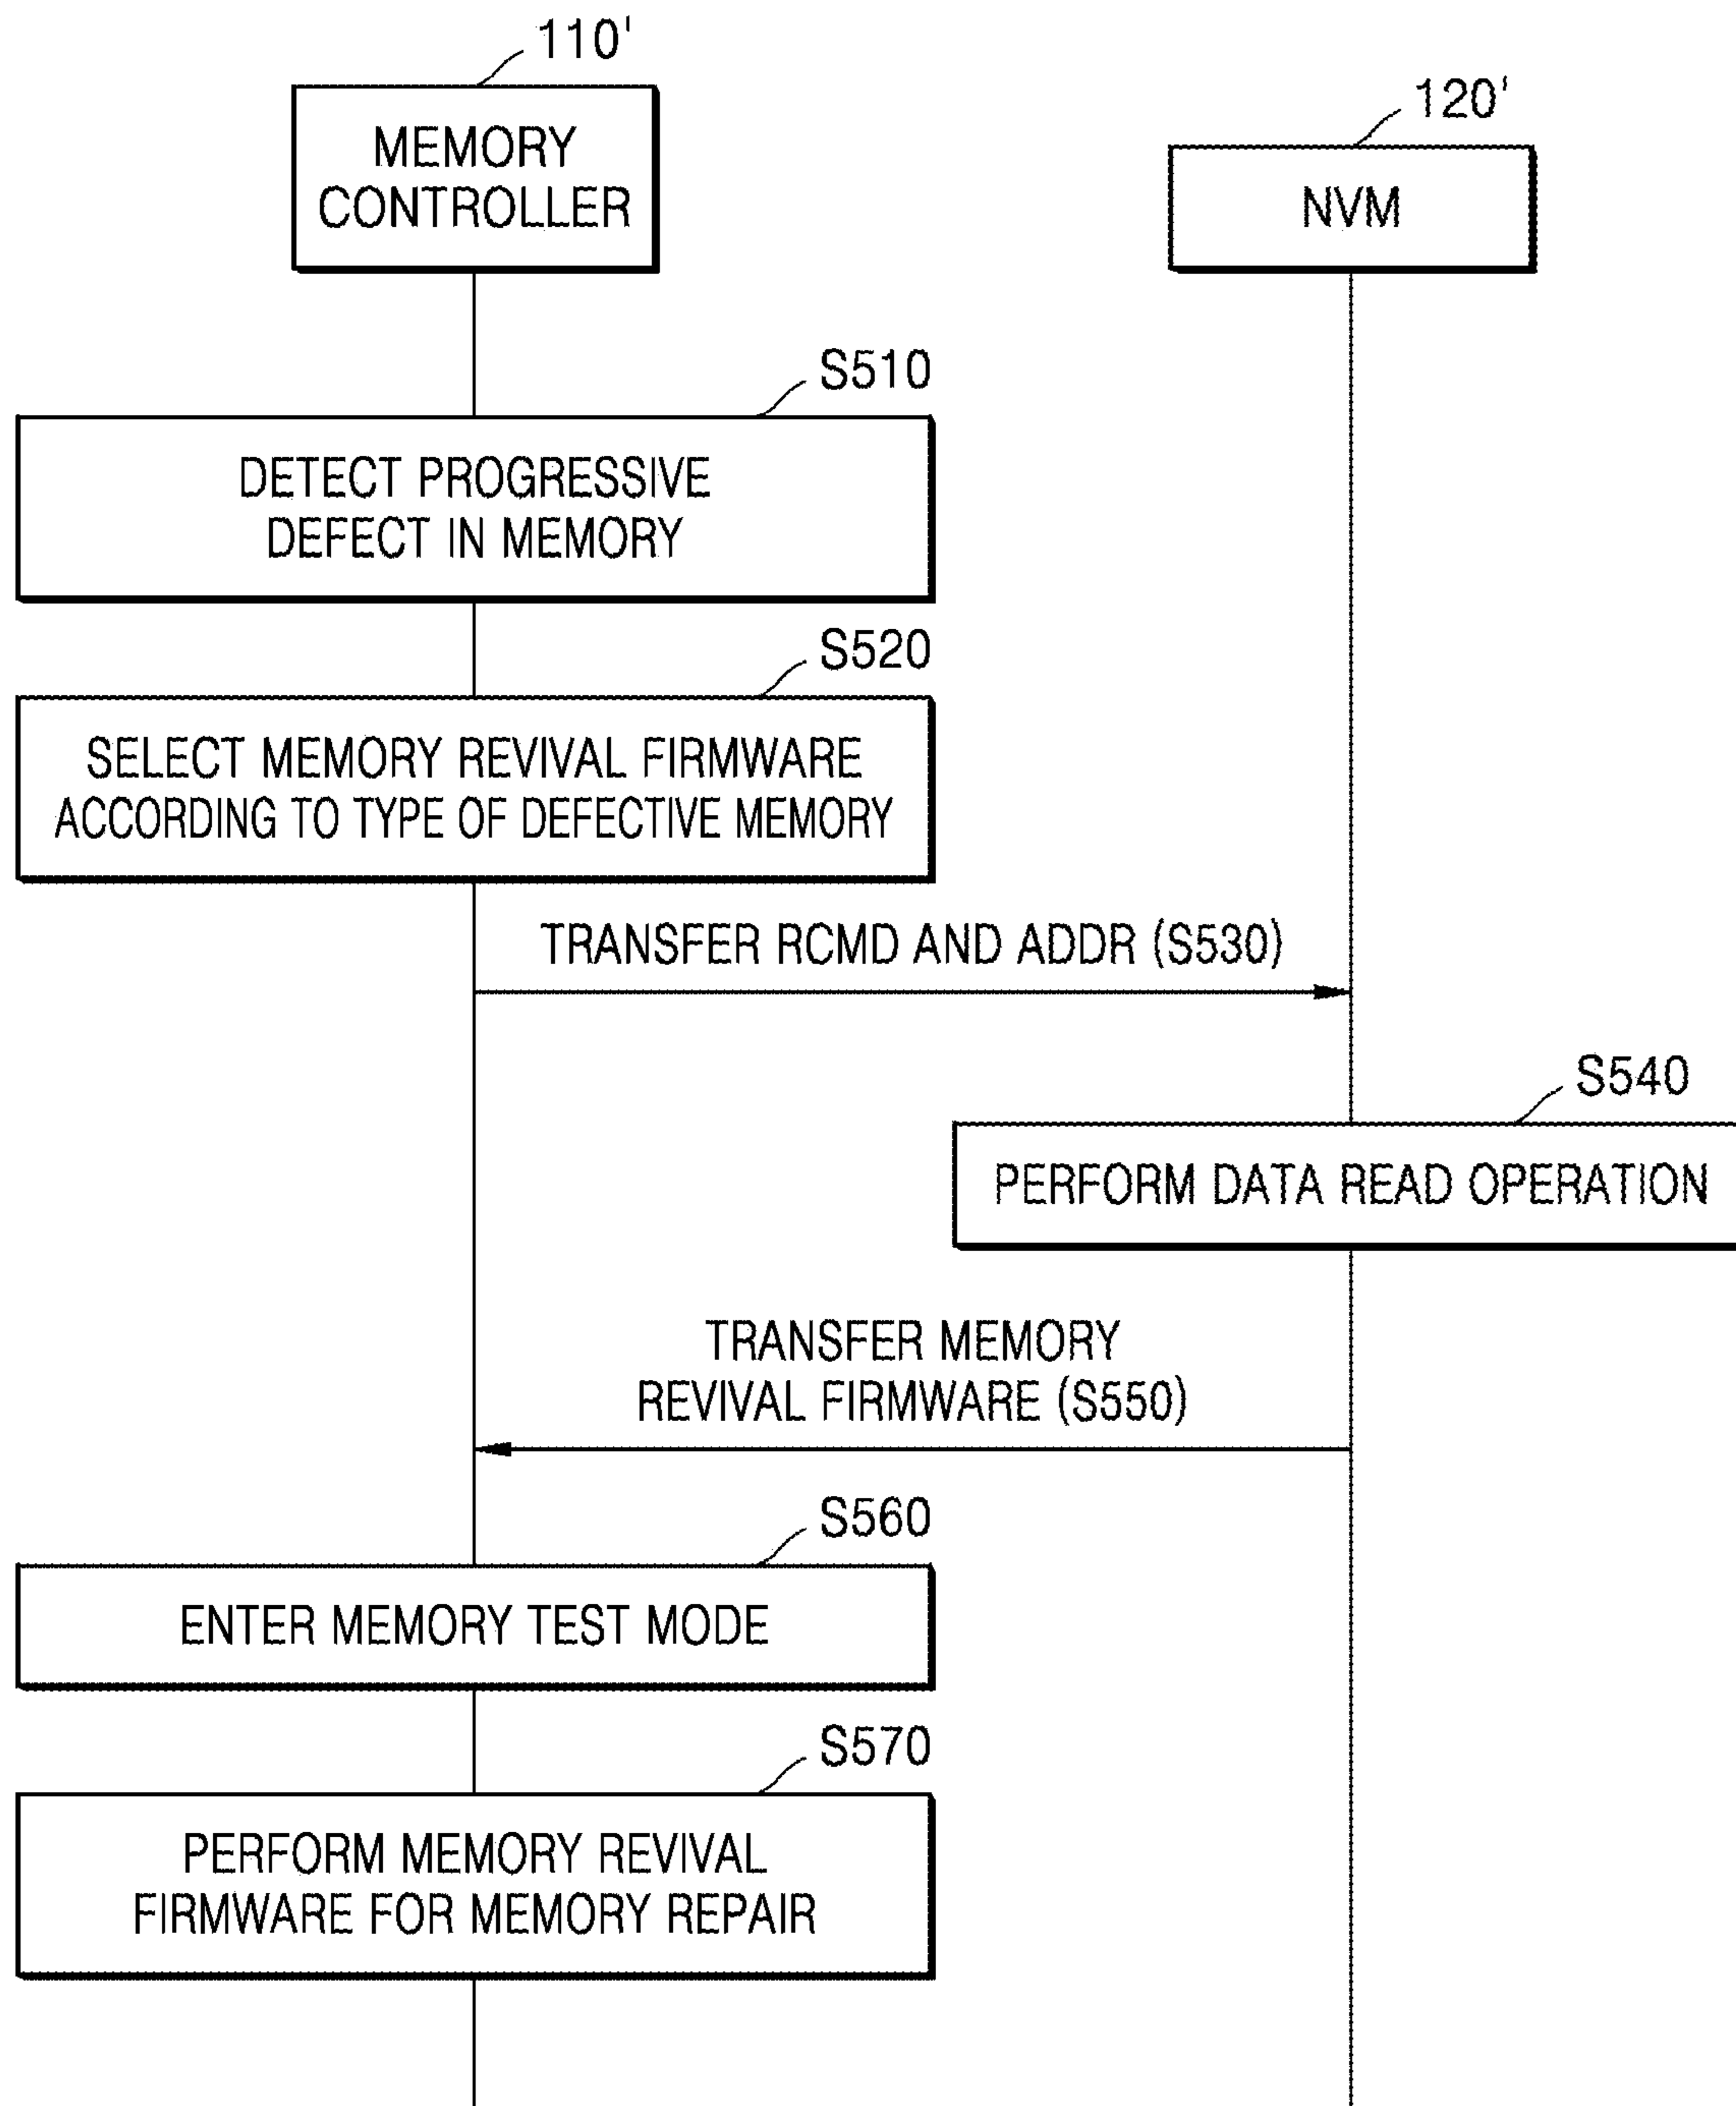 110'
MEMORY
CONTROLLER
120'
NVM
S510
DETECT PROGRESSIVE
DEFECT IN MEMORY
S520
SELECT MEMORY REVIVAL FIRMWARE
ACCORDING TO TYPE OF DEFECTIVE MEMORY
TRANSFER RCMD AND ADDR (S530)
S540
PERFORM DATA READ OPERATION
TRANSFER MEMORY
REVIVAL FIRMWARE (S550)
S560
ENTER MEMORY TEST MODE
S570
PERFORM MEMORY REVIVAL
FIRMWARE FOR MEMORY REPAIR